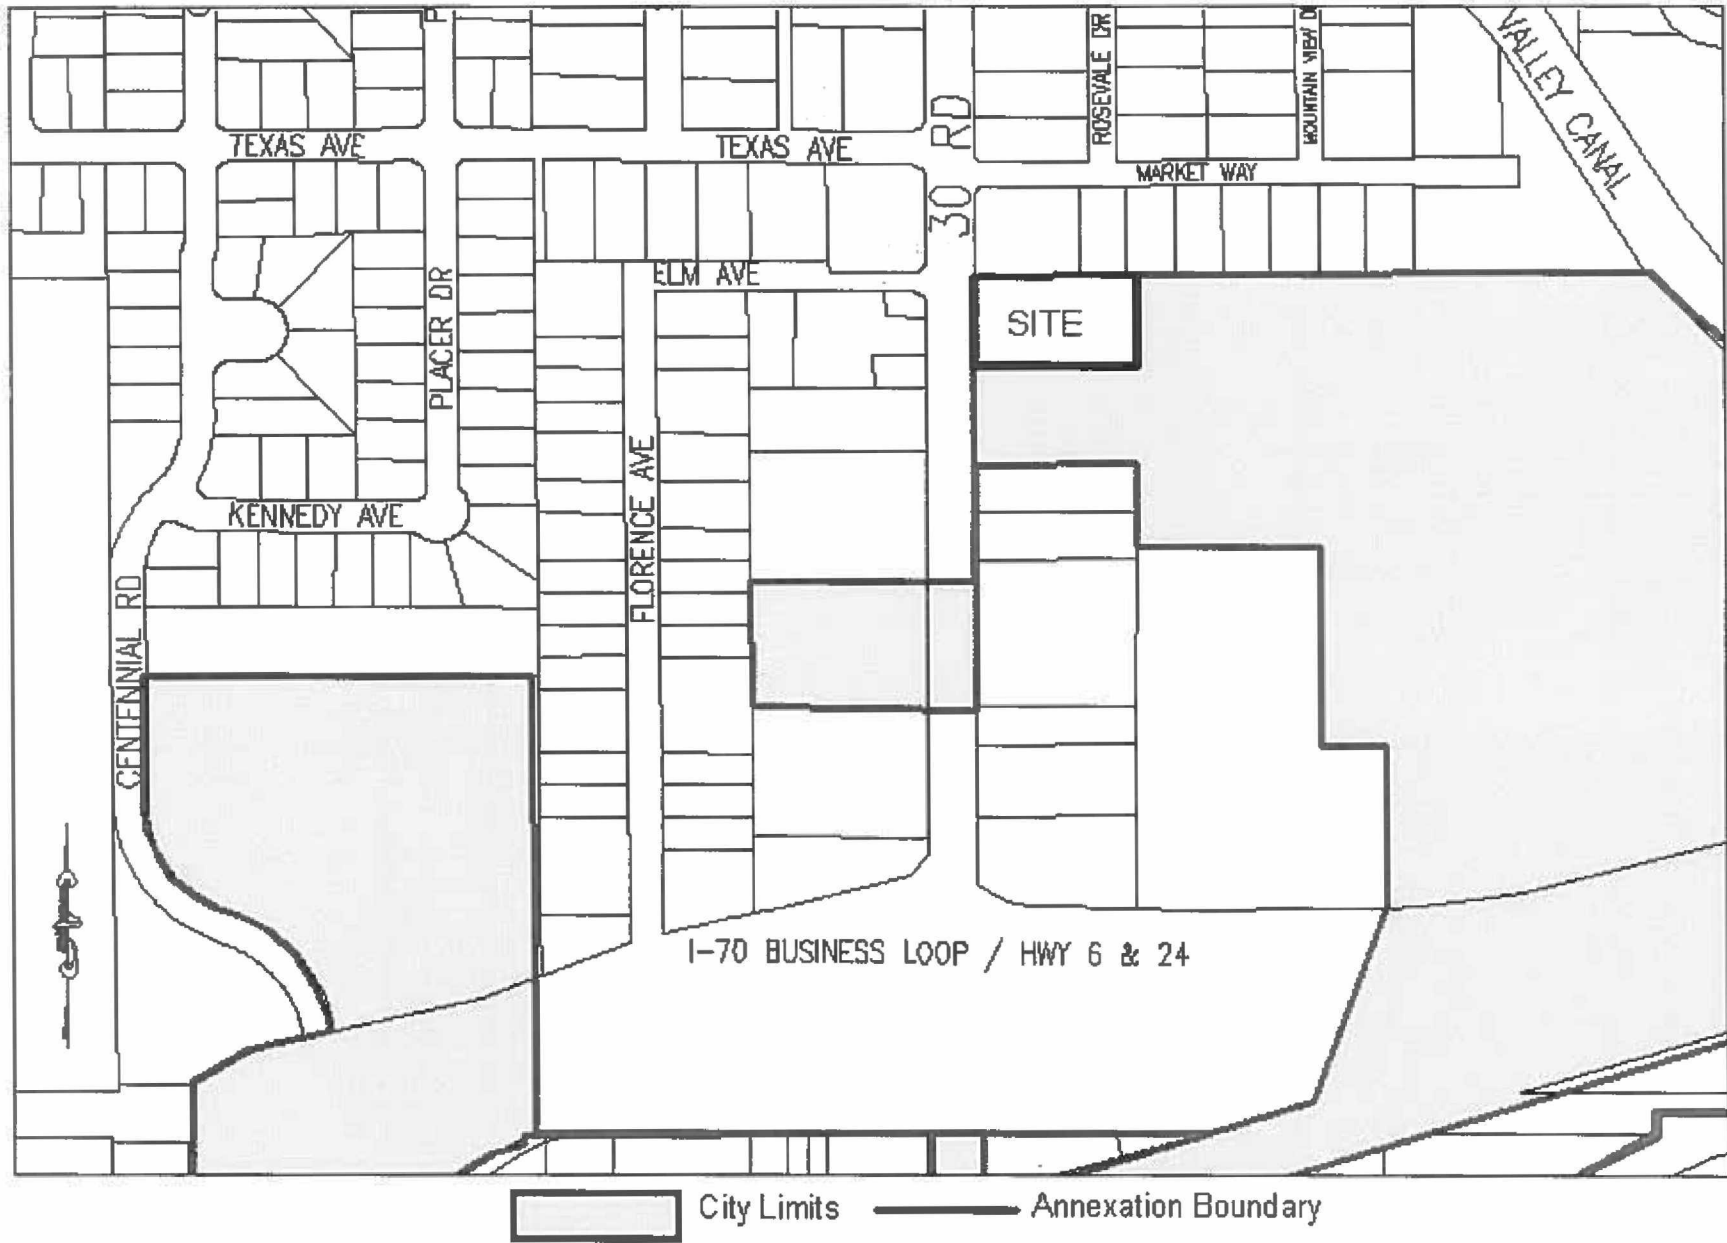 ROSEVALE DR
MOUNTAIN VIEW
VALLEY CANAL
TEXAS AVE
TEXAS AVE
30 RD
MARKET WAY
ELM AVE
PLACER DR
SITE
FLORENCE AVE
KENNEDY AVE
CENTENNIAL RD
I-70 BUSINESS LOOP / HWY 6 & 24
City Limits
Annexation Boundary